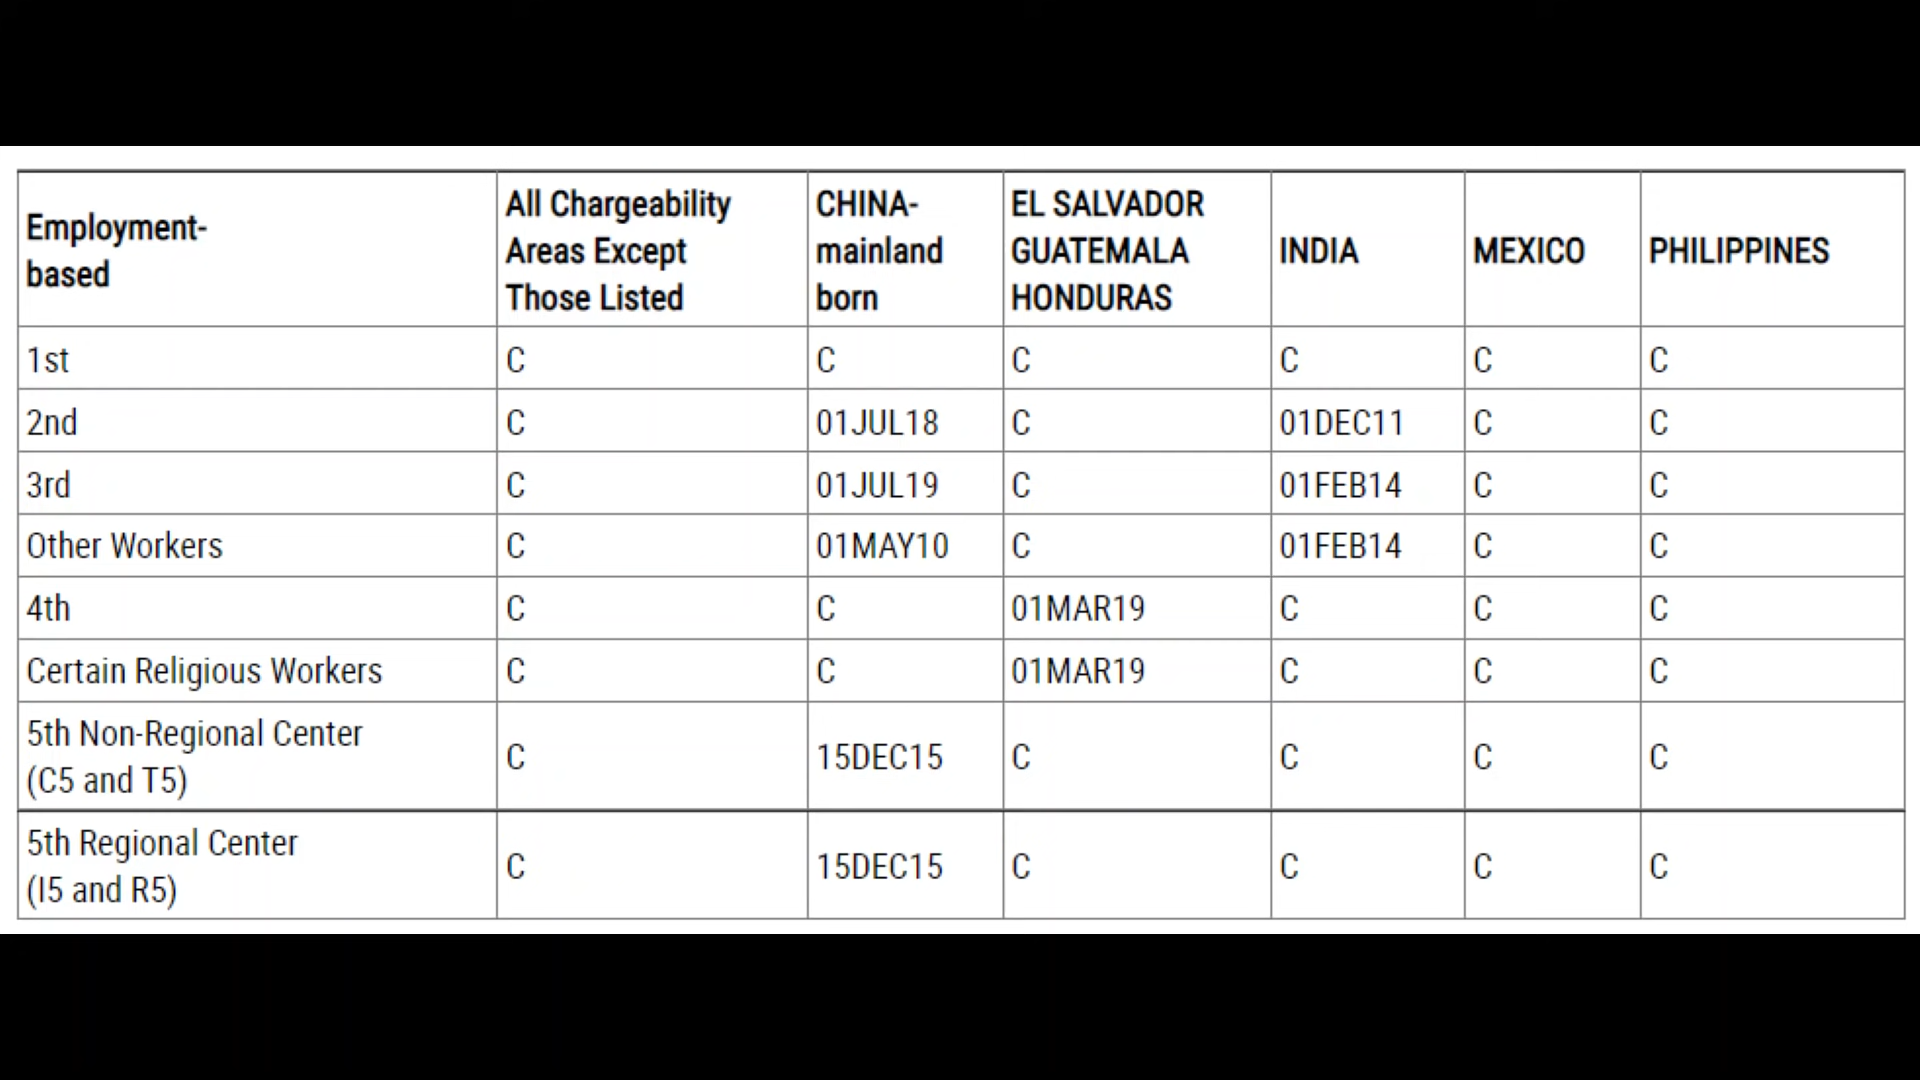 Employment-
based
All Chargeability
Areas Except
Those Listed
CHINA-
mainland
born
EL SALVADOR
GUATEMALA
HONDURAS
INDIA
MEXICO
PHILIPPINES
1st C C C C C C
2nd C 01JUL18 C 01DEC11 C C
3rd C 01JUL19 C 01FEB14 C C
Other Workers C 01MAY10 C 01FEB14 C C
4th C C 01MAR19 C C C
Certain Religious Workers C C 01MAR19 C C C
5th Non-Regional Center
(C5 and T5)
C 15DEC15 C C C C
5th Regional Center
(I5 and R5)
C 15DEC15 C C C C